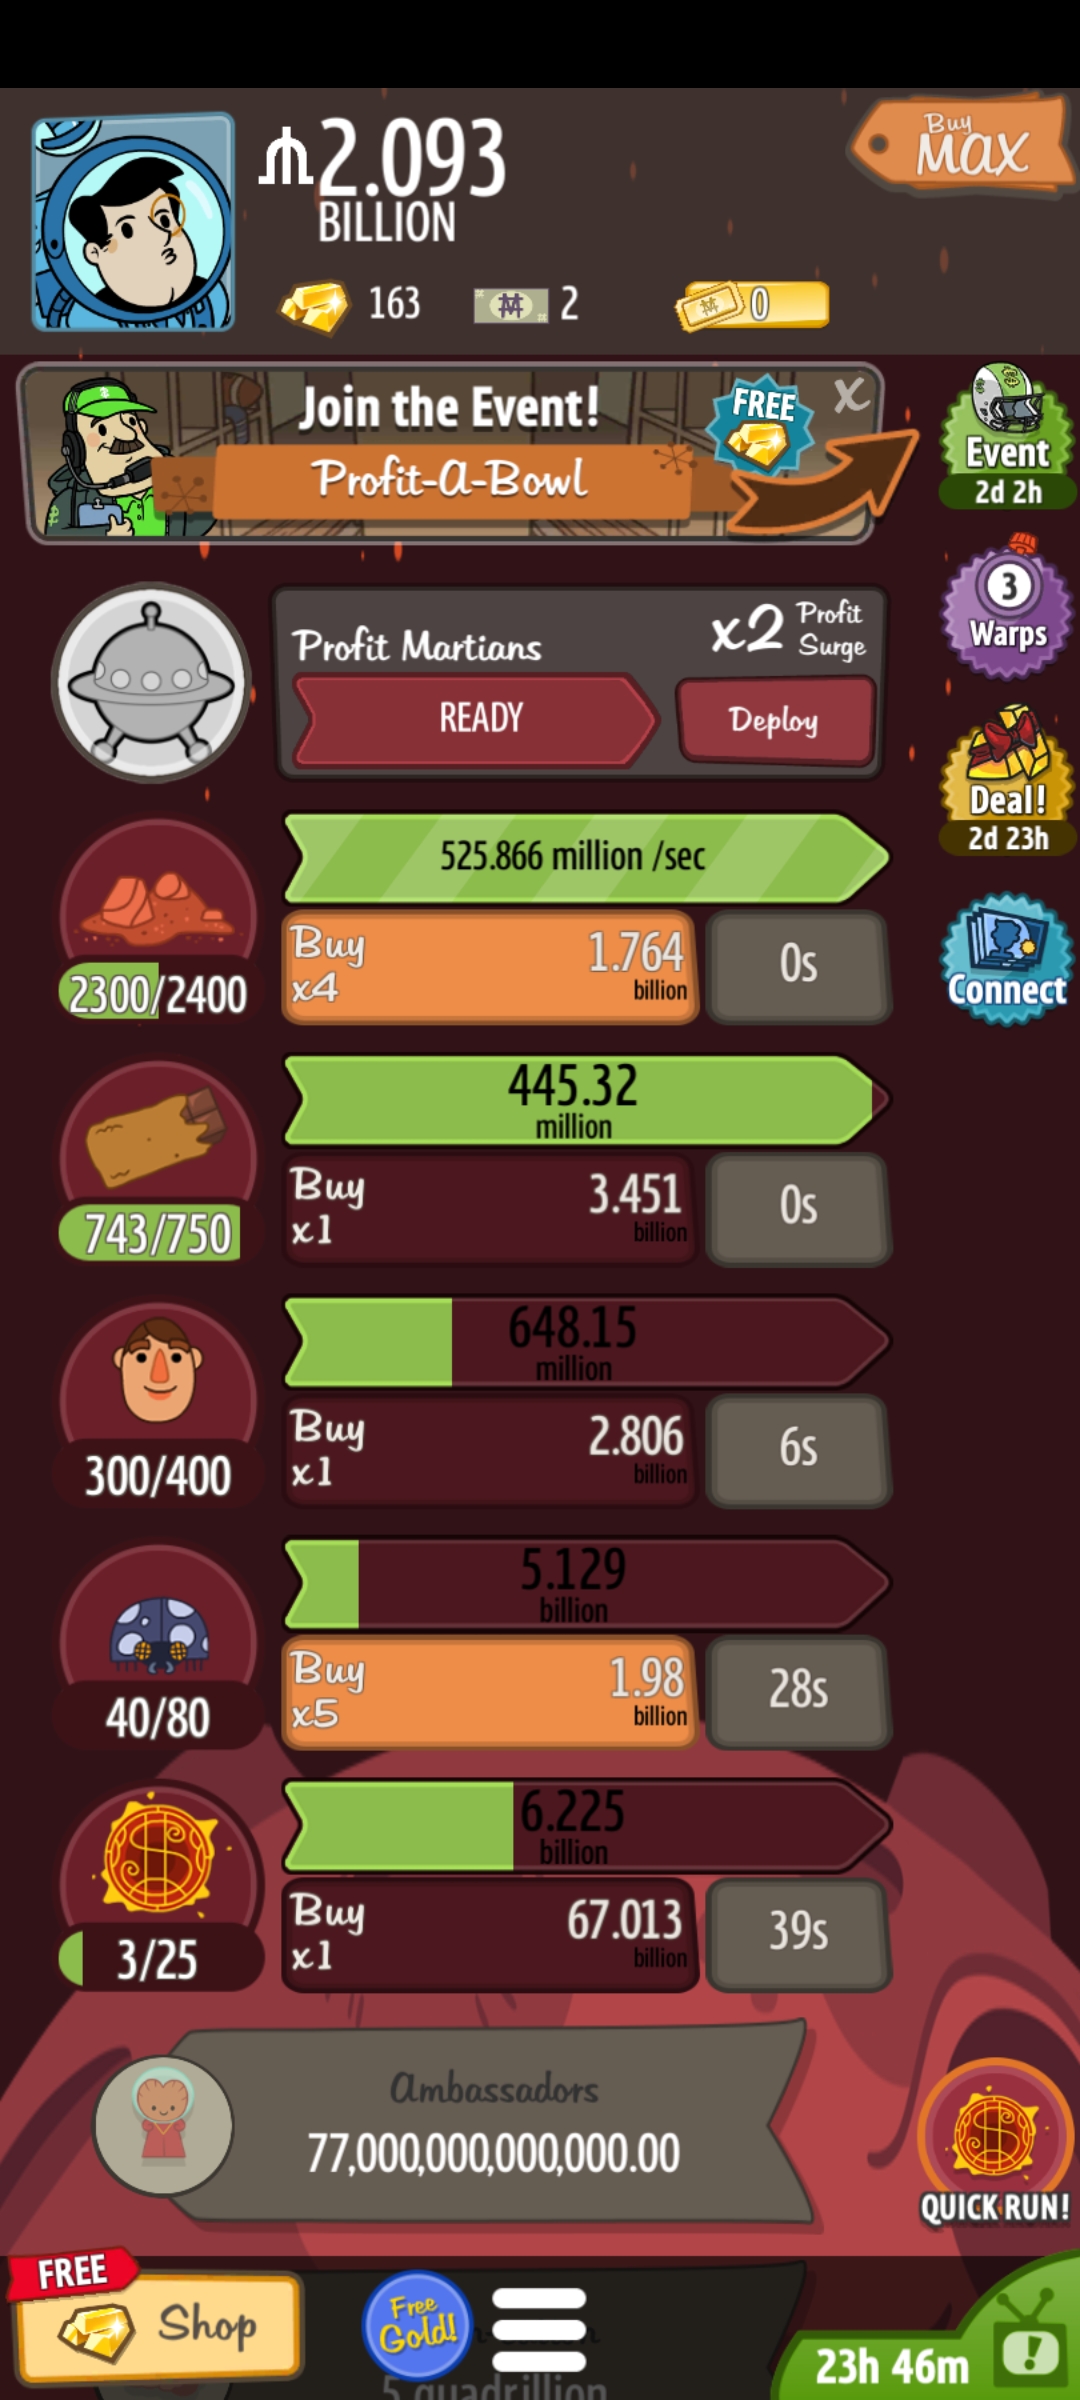 2.093
BILLION
Buy
MAX
163
2
0
Join the Event!
Profit-A-Bowl
FREE
X
Event
2d 2h
3
Warps
Profit Martians
x2 Profit Surge
READY
Deploy
Deal!
2d 23h
525.866 million /sec
Buy
x4
1.764
billion
0s
2300/2400
Connect
445.32
million
Buy
x1
3.451
billion
0s
743/750
648.15
million
Buy
x1
2.806
billion
6s
300/400
5.129
billion
Buy
x5
1.98
billion
28s
40/80
6.225
billion
Buy
x1
67.013
billion
39s
3/25
Ambassadors
77,000,000,000,000.00
QUICK RUN!
FREE
Shop
Free
Gold!
5 quadrillion
23h 46m